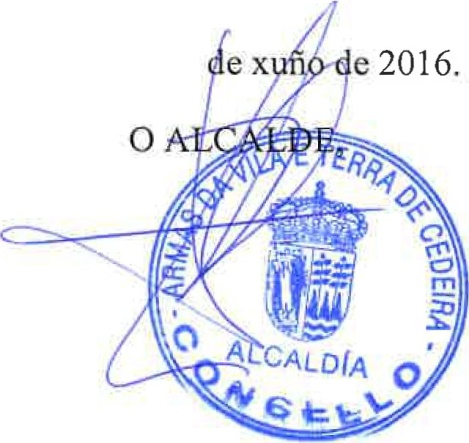 de xuño de 2016.
O ALCALDE,
ARMAS DA VILA E TERRA DE CEDEIRA
ALCALDÍA
- CONCELLO -